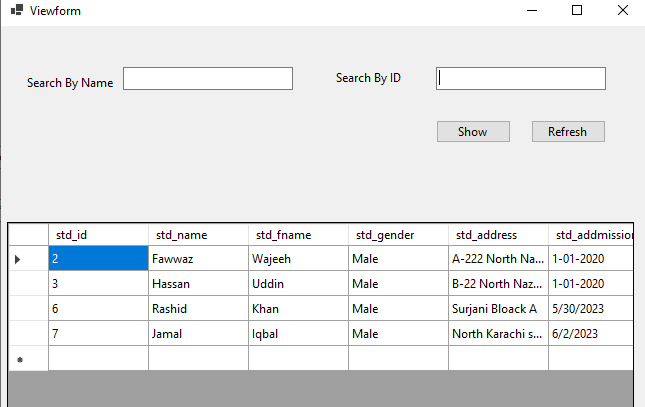 Viewform
Search By Name
Search By ID
Show Refresh
std_id std_name std_fname std_gender std_address std_addmission
2 Fawwaz Wajeeh Male A-222 North Na... 1-01-2020
3 Hassan Uddin Male B-22 North Naz... 1-01-2020
6 Rashid Khan Male Surjani Bloack A 5/30/2023
7 Jamal Iqbal Male North Karachi s... 6/2/2023